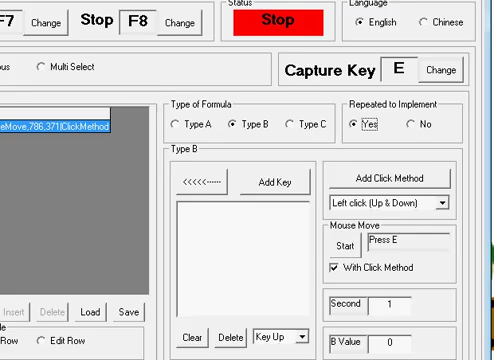 F7 Change Stop F8 Change
Status
Stop
Language
English Chinese
Multi Select
Capture Key E Change
Move,786,371|ClickMethod
Type of Formula
Type A Type B Type C
Repeated to Implement
Yes No
Type B
<<<<<------ Add Key
Add Click Method
Left click (Up & Down)
Mouse Move
Start Press E
With Click Method
Second 1
B Value 0
Clear Delete Key Up
Insert Delete Load Save
Row Edit Row